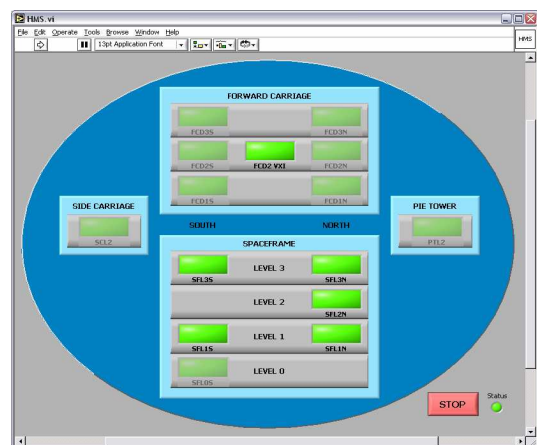 HMS.vi
File Edit Operate Tools Browse Window Help
13pt Application Font
HMS
FORWARD CARRIAGE
FCD3S FCD3N
FCD2S FCD2 VXI FCD2N
FCD1S FCD1N
SIDE CARRIAGE
SCL2
PIE TOWER
PTL2
SOUTH NORTH
SPACEFRAME
LEVEL 3
SFL3S SFL3N
LEVEL 2
SFL2N
LEVEL 1
SFL1S SFL1N
LEVEL 0
SFL0S
STOP
Status